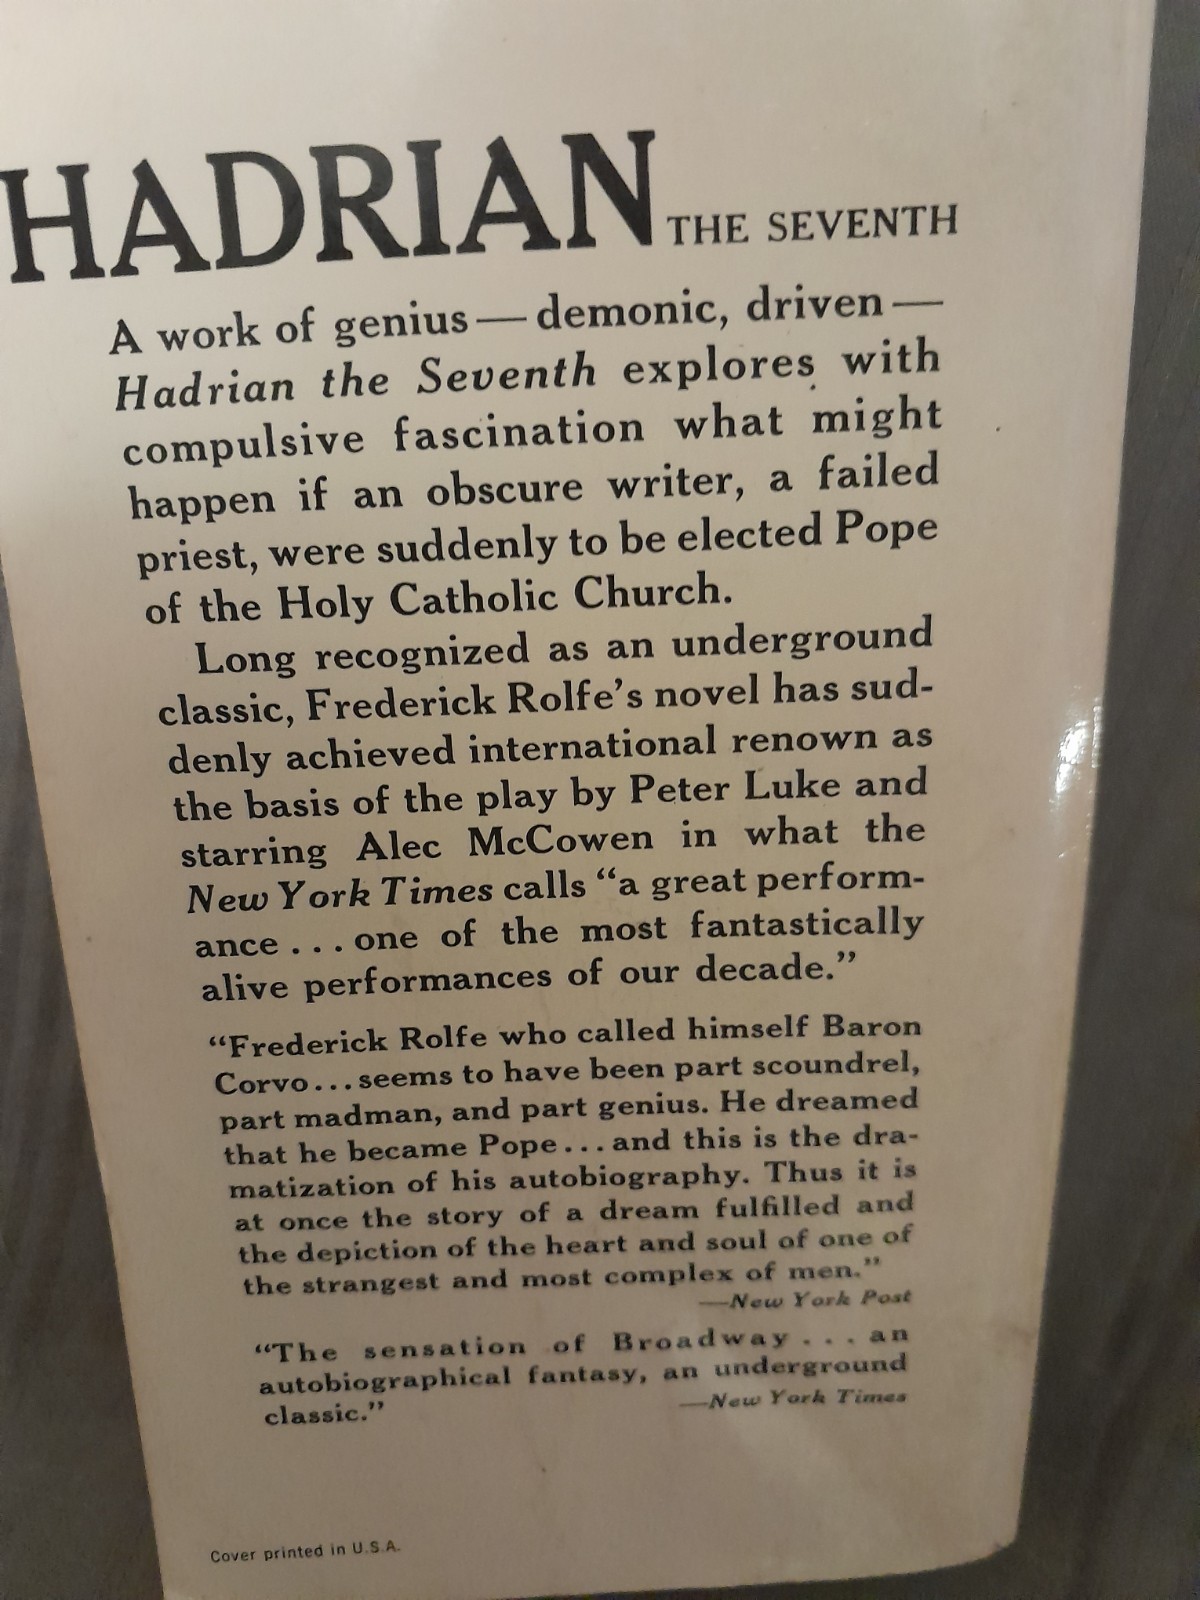 HADRIAN THE SEVENTH
A work of genius — demonic, driven —
Hadrian the Seventh explores with
compulsive fascination what might
happen if an obscure writer, a failed
priest, were suddenly to be elected Pope
of the Holy Catholic Church.
Long recognized as an underground
classic, Frederick Rolfe's novel has sud-
denly achieved international renown as
the basis of the play by Peter Luke and
starring Alec McCowen in what the
New York Times calls “a great perform-
ance . . . one of the most fantastically
alive performances of our decade.”
“Frederick Rolfe who called himself Baron
Corvo . . . seems to have been part scoundrel,
part madman, and part genius. He dreamed
that he became Pope . . . and this is the dra-
matization of his autobiography. Thus it is
at once the story of a dream fulfilled and
the depiction of the heart and soul of one of
the strangest and most complex of men.”
—New York Post
“The sensation of Broadway . . . an
autobiographical fantasy, an underground
classic.” —New York Times
Cover printed in U.S.A.